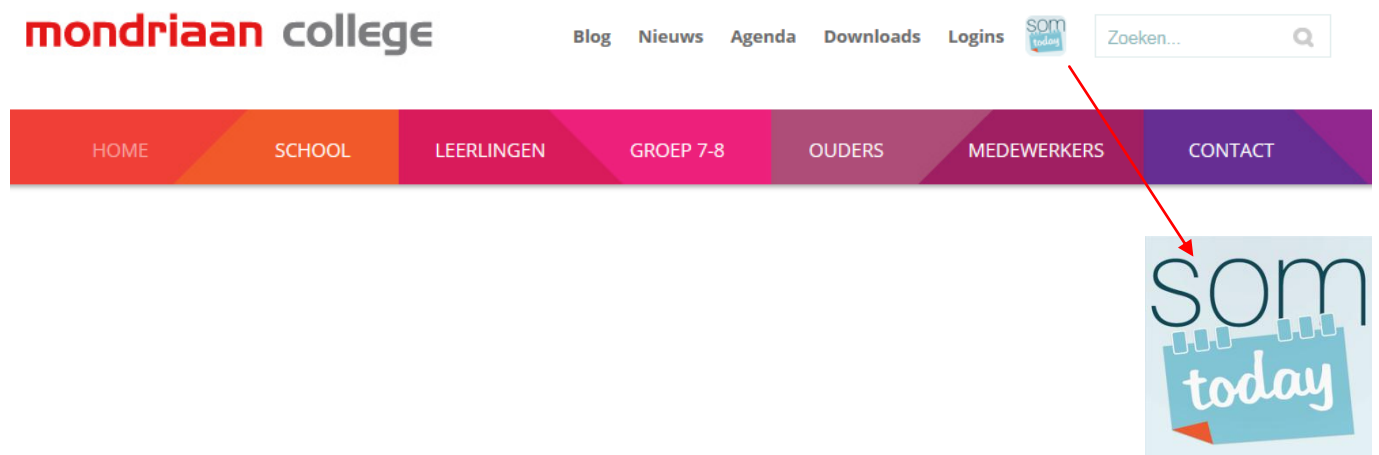 mondriaan college
Blog Nieuws Agenda Downloads Logins som today Zoeken...
HOME SCHOOL LEERLINGEN GROEP 7-8 OUDERS MEDEWERKERS CONTACT
som
today